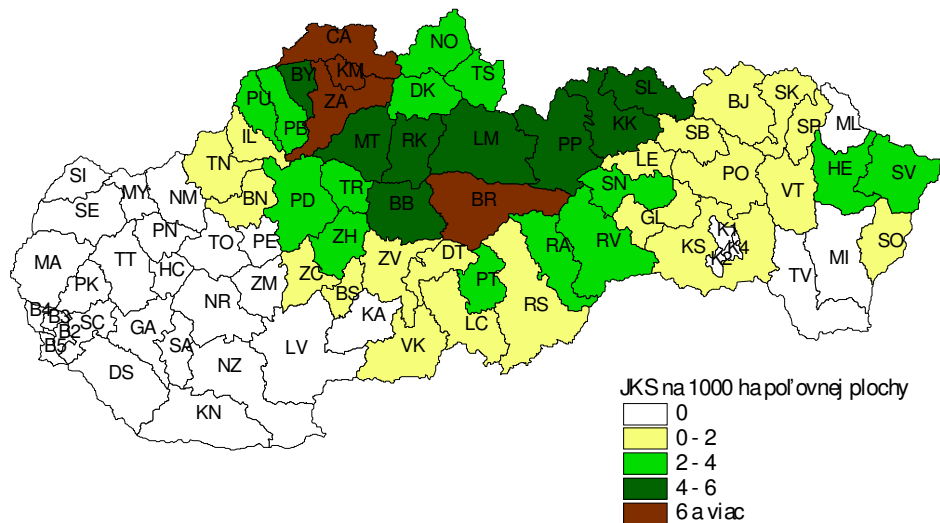 CA
NO
BY
KM
TS
ZA
DK
PU
PB
SL
BJ
SK
IL
MT
RK
LM
PP
KK
SB
SP
ML
TN
LE
HE
SV
SI
MY
NM
BN
PD
TR
BB
BR
SN
PO
VT
SE
PN
TO
PE
ZH
RA
RV
GL
K1
SO
MA
TT
HC
ZM
ZC
ZV
DT
PT
KS
K4
K2
TV
MI
PK
NR
BS
KA
LC
RS
B4
B3
SC
B2
B5
GA
SA
NZ
LV
VK
DS
KN
JKS na 1000 ha poľovnej plochy
0
0 - 2
2 - 4
4 - 6
6 a viac